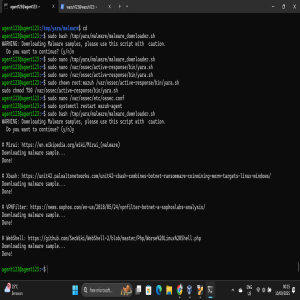 agent123@agent123: ~
agent123@agent123:/tmp/yara/malware$ cd
agent123@agent123:~$ sudo bash /tmp/yara/malware/malware_downloader.sh
WARNING: Downloading Malware samples, please use this script with  caution.
Do you want to continue? (y/n)n
agent123@agent123:~$ sudo nano /tmp/yara/malware/malware_downloader.sh
agent123@agent123:~$ sudo nano /var/ossec/active-response/bin/yara.sh
agent123@agent123:~$ sudo nano /var/ossec/active-response/bin/yara.sh
agent123@agent123:~$ sudo chown root:wazuh /var/ossec/active-response/bin/yara.sh
sudo chmod 750 /var/ossec/active-response/bin/yara.sh
agent123@agent123:~$ sudo nano /var/ossec/etc/ossec.conf
agent123@agent123:~$ sudo systemctl restart wazuh-agent
agent123@agent123:~$ sudo bash /tmp/yara/malware/malware_downloader.sh
WARNING: Downloading Malware samples, please use this script with  caution.
Do you want to continue? (y/n)y
# Mirai: https://en.wikipedia.org/wiki/Mirai_(malware)
Downloading malware sample...
Done!
# Xbash: https://unit42.paloaltonetworks.com/unit42-xbash-combines-botnet-ransomware-coinmining-worm-targets-linux-windows/
Downloading malware sample...
Done!
# VPNFilter: https://news.sophos.com/en-us/2018/05/24/vpnfilter-botnet-a-sophoslabs-analysis/
Downloading malware sample...
Done!
# WebShell: https://github.com/SecWiki/WebShell-2/blob/master/Php/Worse%20Linux%20Shell.php
Downloading malware sample...
Done!
agent123@agent123:~$